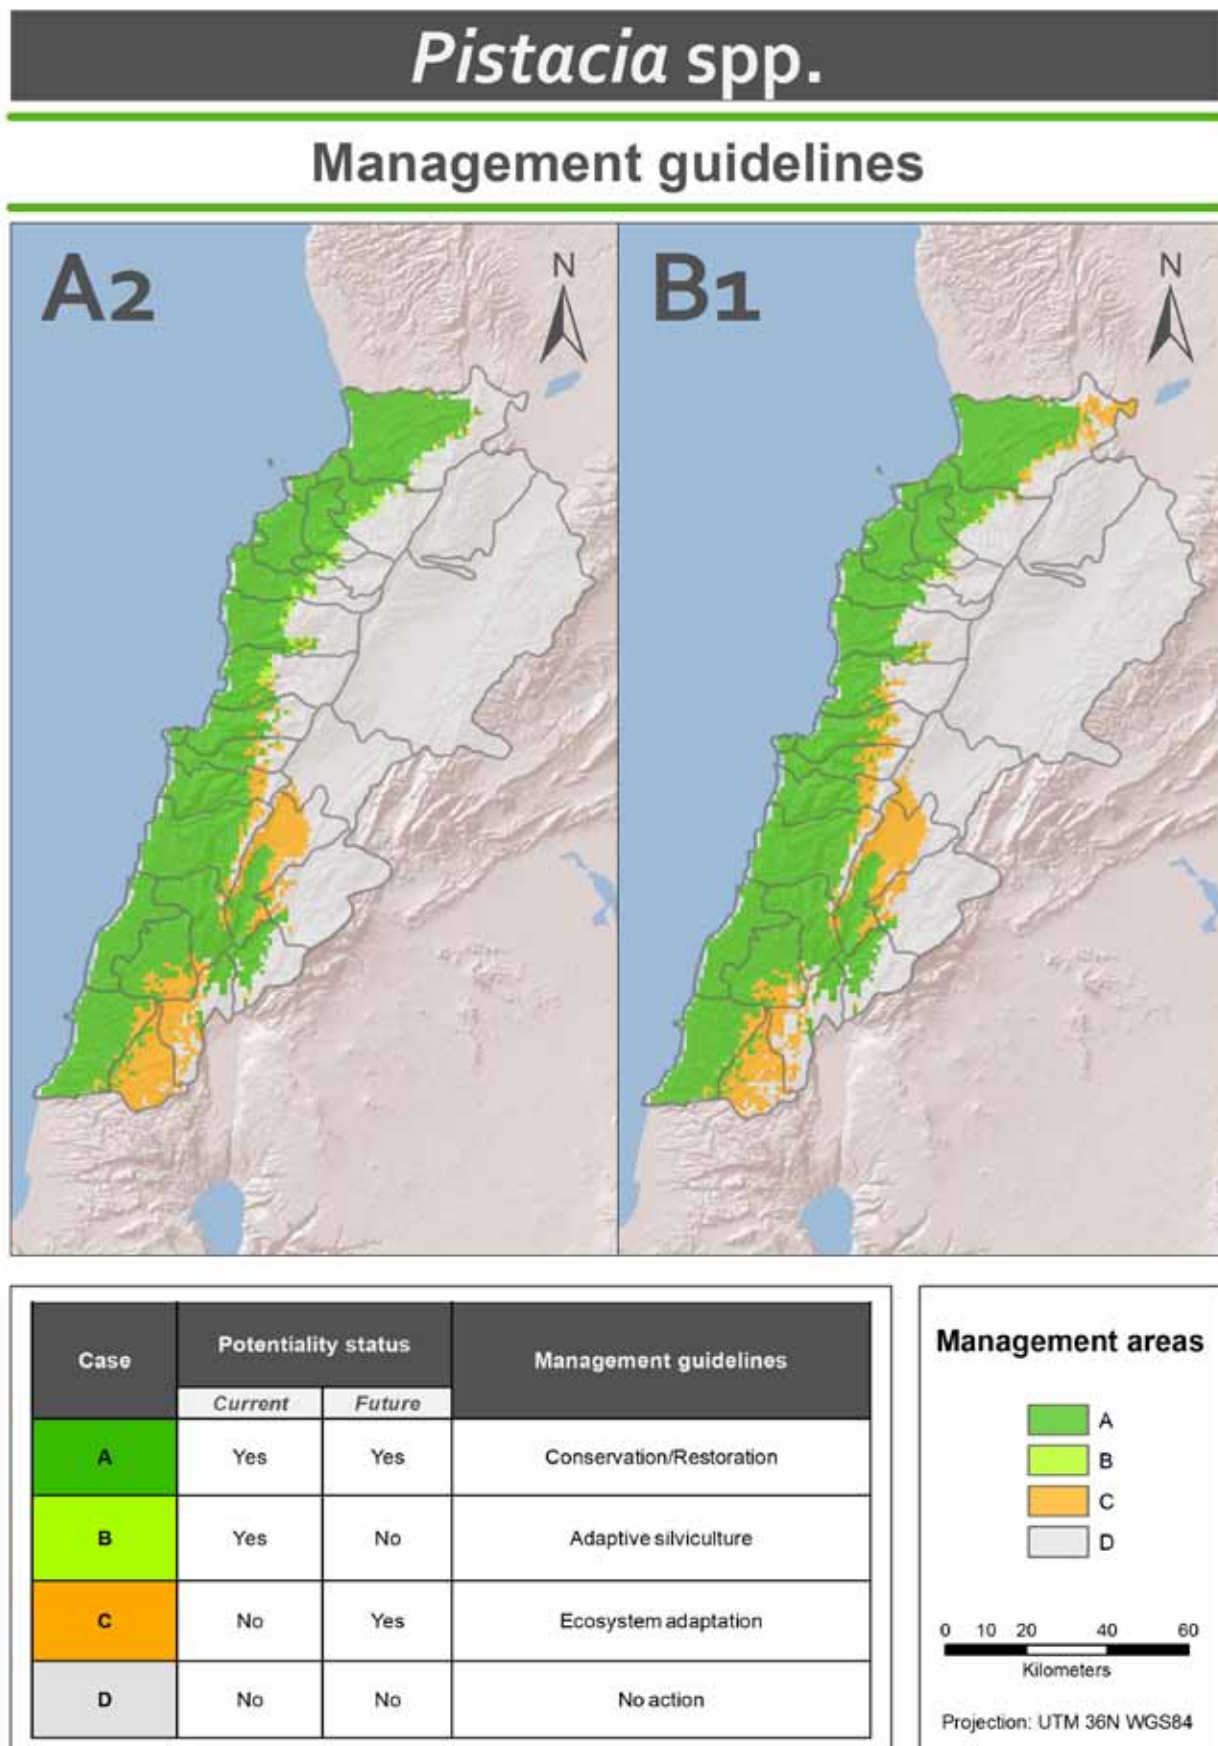 Pistacia spp.
Management guidelines
A2
N
B1
N
Case
Potentiality status
Management guidelines
Current
Future
A
Yes
Yes
Conservation/Restoration
B
Yes
No
Adaptive silviculture
C
No
Yes
Ecosystem adaptation
D
No
No
No action
Management areas
A
B
C
D
0 10 20 40 60
Kilometers
Projection: UTM 36N WGS84